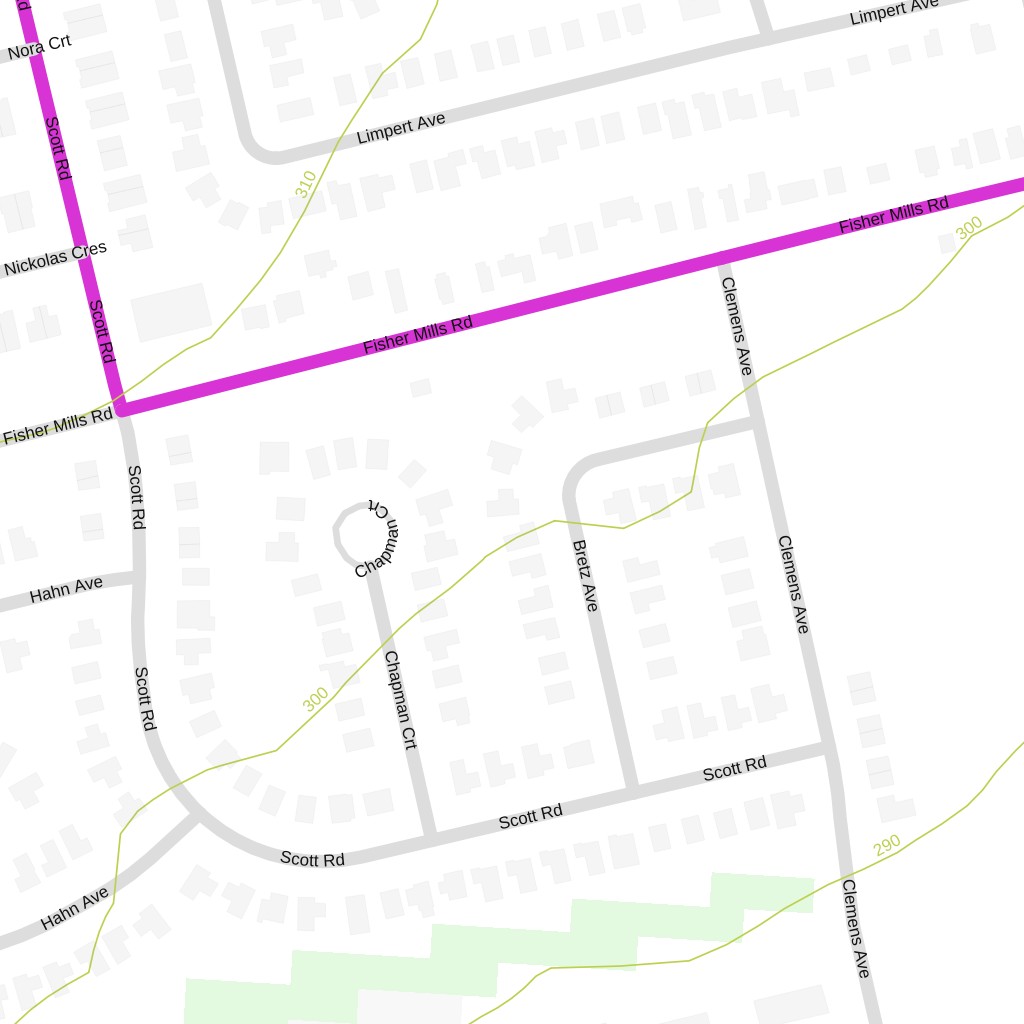 Rd
Limpert Ave
Nora Crt
Limpert Ave
Scott Rd
310
Fisher Mills Rd
300
Nickolas Cres
Clemens Ave
Scott Rd
Fisher Mills Rd
Fisher Mills Rd
Scott Rd
Chapman Crt
Hahn Ave
Bretz Ave
Clemens Ave
Scott Rd
Chapman Crt
300
Scott Rd
Scott Rd
290
Scott Rd
Hahn Ave
Clemens Ave